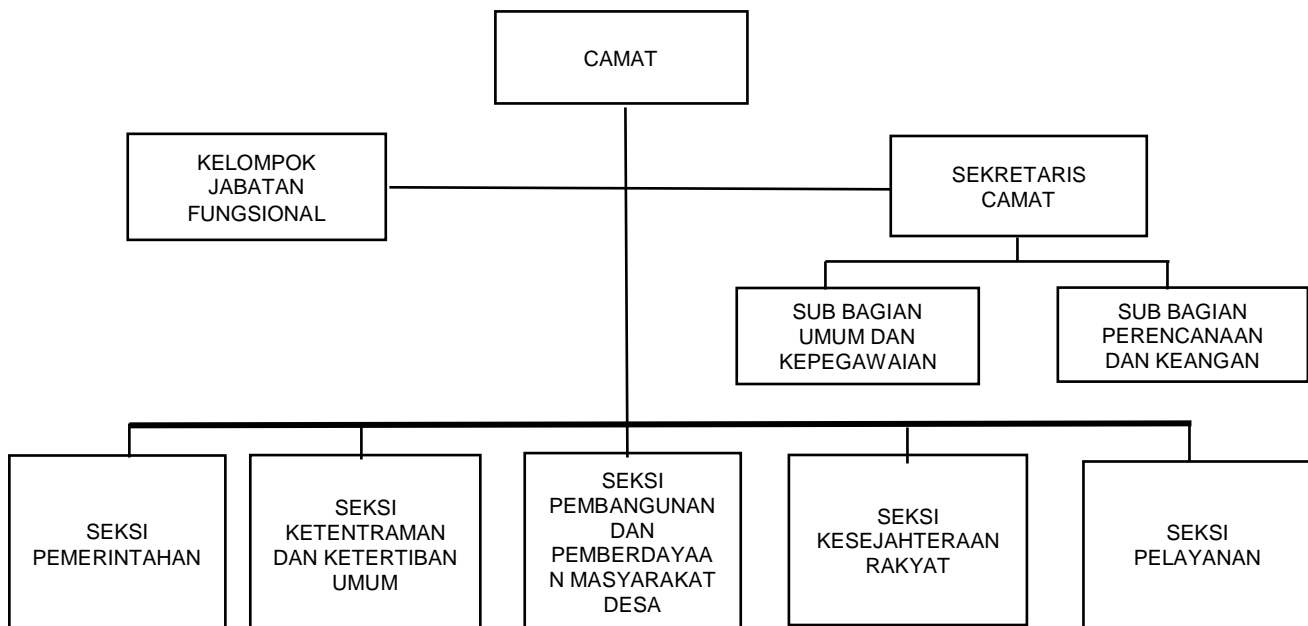 CAMAT
KELOMPOK
JABATAN
FUNGSIONAL
SEKRETARIS
CAMAT
SUB BAGIAN
UMUM DAN
KEPEGAWAIAN
SUB BAGIAN
PERENCANAAN
DAN KEANGAN
SEKSI
PEMERINTAHAN
SEKSI
KETENTRAMAN
DAN KETERTIBAN
UMUM
SEKSI
PEMBANGUNAN
DAN
PEMBERDAYAA
N MASYARAKAT
DESA
SEKSI
KESEJAHTERAAN
RAKYAT
SEKSI
PELAYANAN